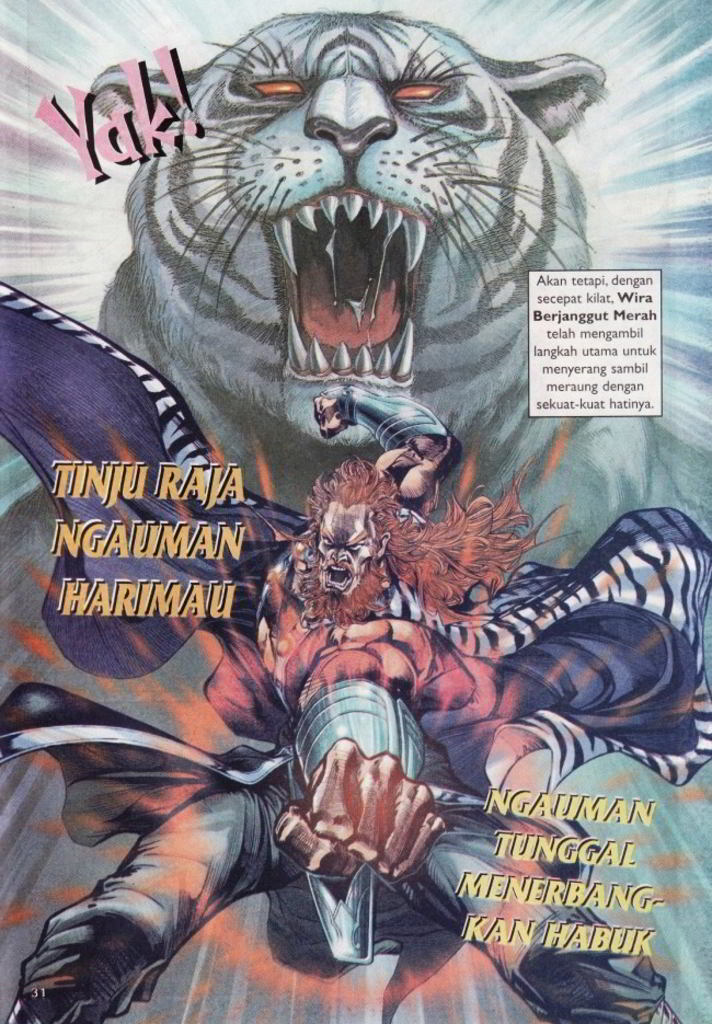 Yak!
Akan tetapi, dengan
secepat kilat, Wira
Berjanggut Merah
telah mengambil
langkah utama untuk
menyerang sambil
meraung dengan
sekuat-kuat hatinya.
TINJU RAJA
NGAUMAN
HARIMAU
NGAUMAN
TUNGGAL
MENERBANG-
KAN HABUK
31